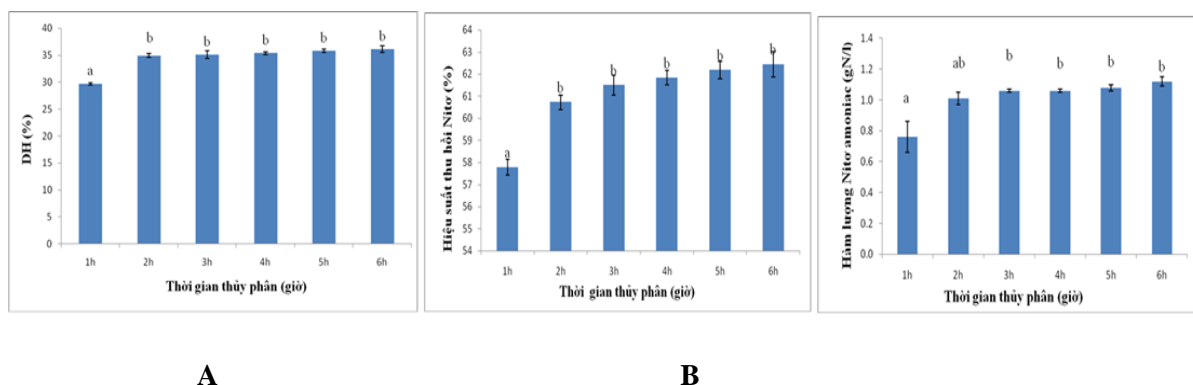 DH (%)
40
35
30
25
20
15
10
5
0
a
b
b
b
b
b
1h
2h
3h
4h
5h
6h
Thời gian thủy phân (giờ)
Hiệu suất thu hồi Nitơ (%)
64
63
62
61
60
59
58
57
56
55
54
a
b
b
b
b
b
1h
2h
3h
4h
5h
6h
Thời gian thủy phân (giờ)
Hàm lượng Nitơ amoniac (gN/l)
1.4
1.2
1.0
0.8
0.6
0.4
0.2
0.0
a
ab
b
b
b
b
1h
2h
3h
4h
5h
6h
Thời gian thủy phân (giờ)
A
B